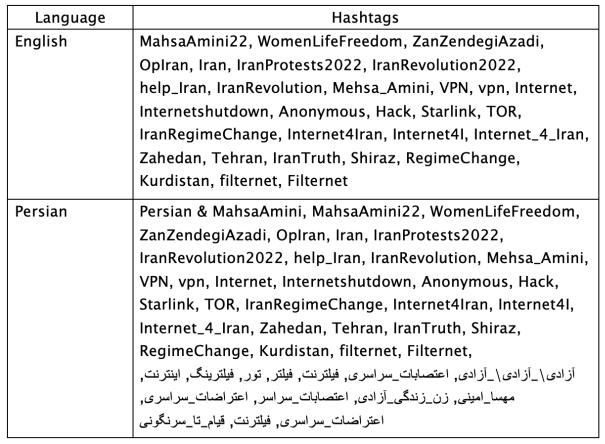 Language Hashtags
English MahsaAmini22, WomenLifeFreedom, ZanZendegiAzadi,
OpIran, Iran, IranProtests2022, IranRevolution2022,
help_Iran, IranRevolution, Mehsa_Amini, VPN, vpn, Internet,
Internetshutdown, Anonymous, Hack, Starlink, TOR,
IranRegimeChange, Internet4Iran, Internet4I, Internet_4_Iran,
Zahedan, Tehran, IranTruth, Shiraz, RegimeChange,
Kurdistan, filternet, Filternet
Persian Persian & MahsaAmini, MahsaAmini22, WomenLifeFreedom,
ZanZendegiAzadi, OpIran, Iran, IranProtests2022,
IranRevolution2022, help_Iran, IranRevolution, Mehsa_Amini,
VPN, vpn, Internet, Internetshutdown, Anonymous, Hack,
Starlink, TOR, IranRegimeChange, Internet4Iran, Internet4I,
Internet_4_Iran, Zahedan, Tehran, IranTruth, Shiraz,
RegimeChange, Kurdistan, filternet, Filternet,
آزادی\_آزادی\_آزادی, اعتصابات_سراسری, فیلترنت, فیلتر, تور, فیلترینگ, اینترنت,
مهسا_امینی, زن_زندگی_آزادی, اعتصابات_سراسر, اعتراضات_سراسری,
اعتراضات_سراسری, فیلترنت, قیام_تا_سرنگونی